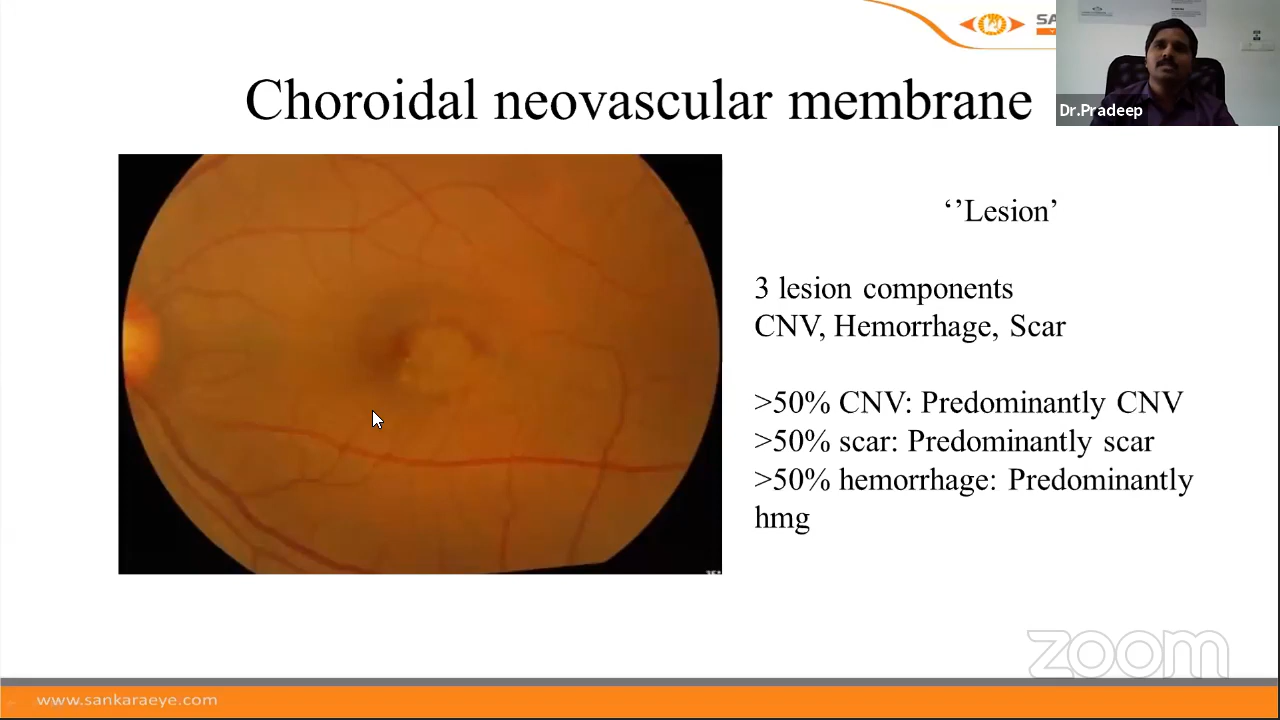 SA
Choroidal neovascular membrane
Dr.Pradeep
‘’Lesion’
3 lesion components
CNV, Hemorrhage, Scar
>50% CNV: Predominantly CNV
>50% scar: Predominantly scar
>50% hemorrhage: Predominantly
hmg
zoom
www.sankaraeye.com